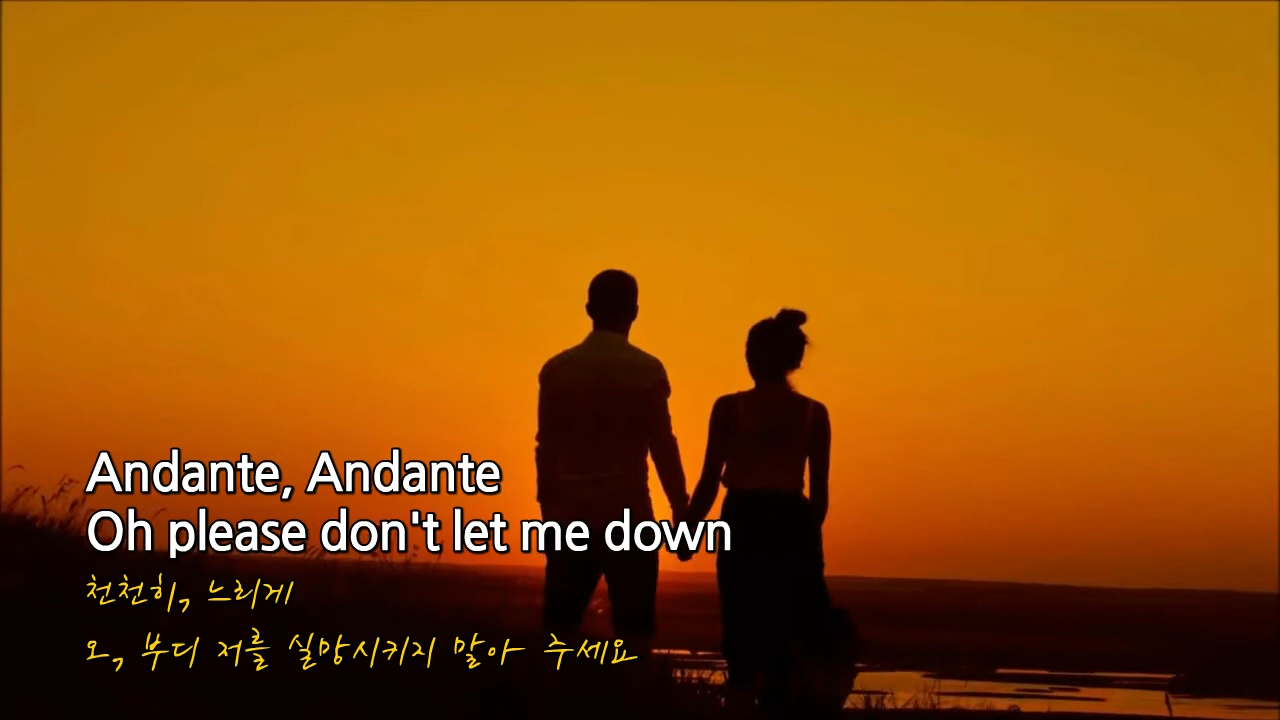 Andante, Andante
Oh please don't let me down
천천히, 느리게
오, 부디 저를 실망시키지 말아 주세요